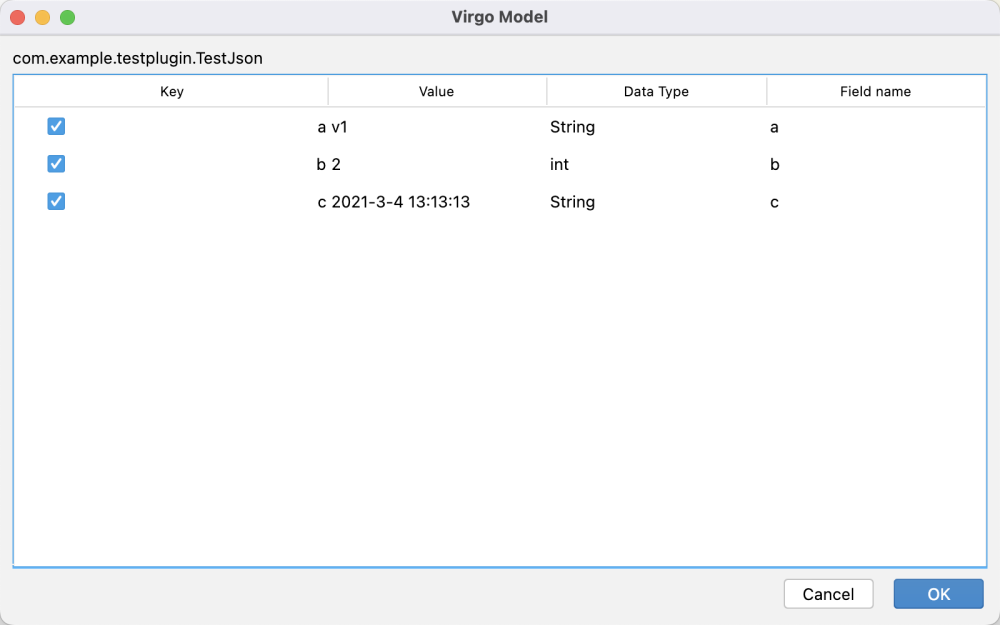 Virgo Model
com.example.testplugin.TestJson
Key Value Data Type Field name
a v1 String a
b 2 int b
c 2021-3-4 13:13:13 String c
Cancel OK